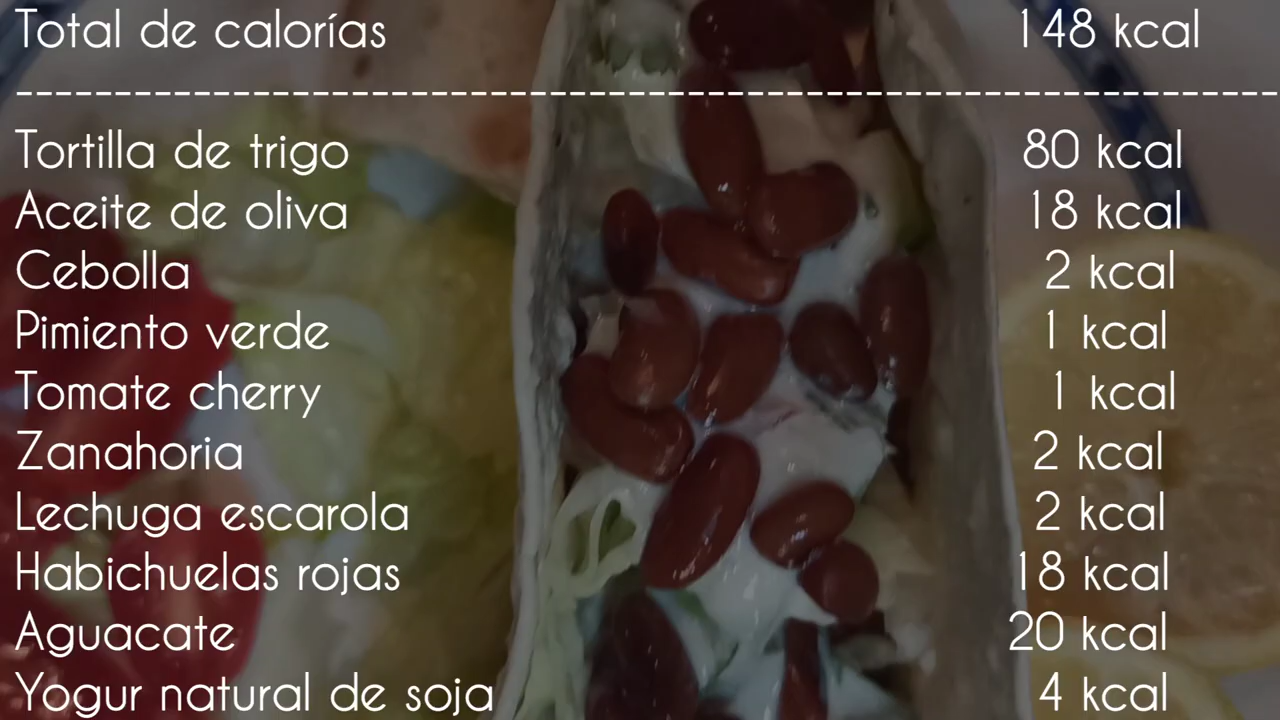 Total de calorías 148 kcal
--------------------------------------------------------------------
Tortilla de trigo 80 kcal
Aceite de oliva 18 kcal
Cebolla 2 kcal
Pimiento verde 1 kcal
Tomate cherry 1 kcal
Zanahoria 2 kcal
Lechuga escarola 2 kcal
Habichuelas rojas 18 kcal
Aguacate 20 kcal
Yogur natural de soja 4 kcal